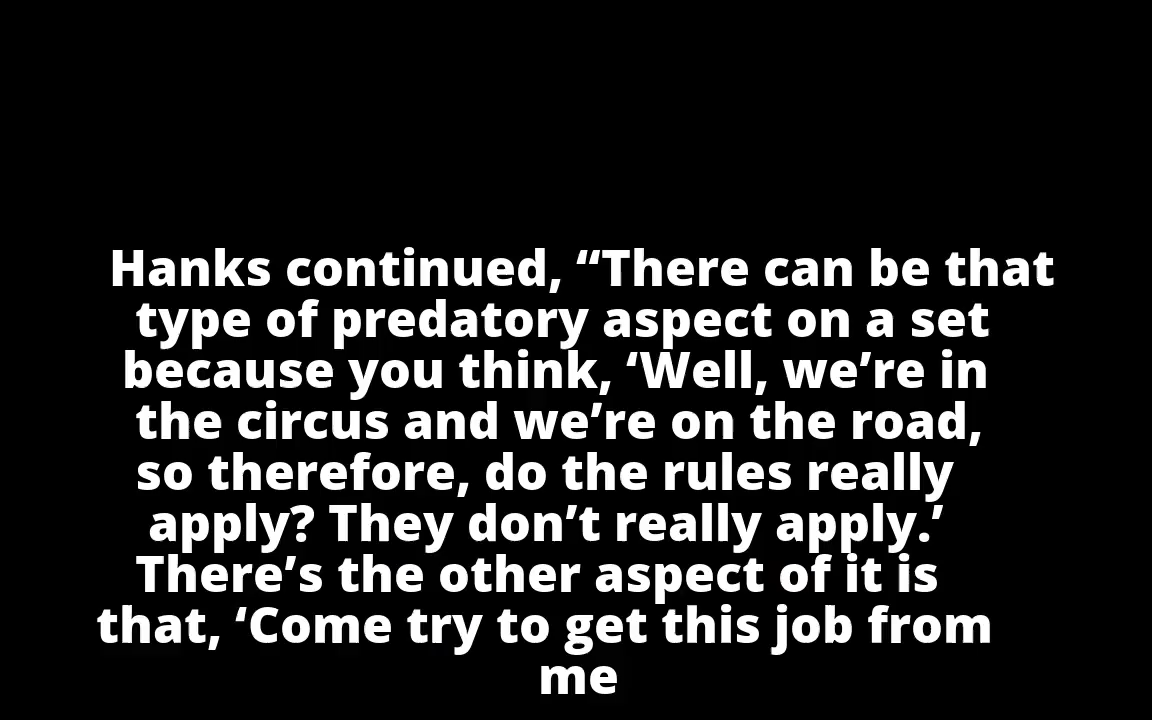 Hanks continued, “There can be that
type of predatory aspect on a set
because you think, ‘Well, we’re in
the circus and we’re on the road,
so therefore, do the rules really
apply? They don’t really apply.’
There’s the other aspect of it is
that, ‘Come try to get this job from
me